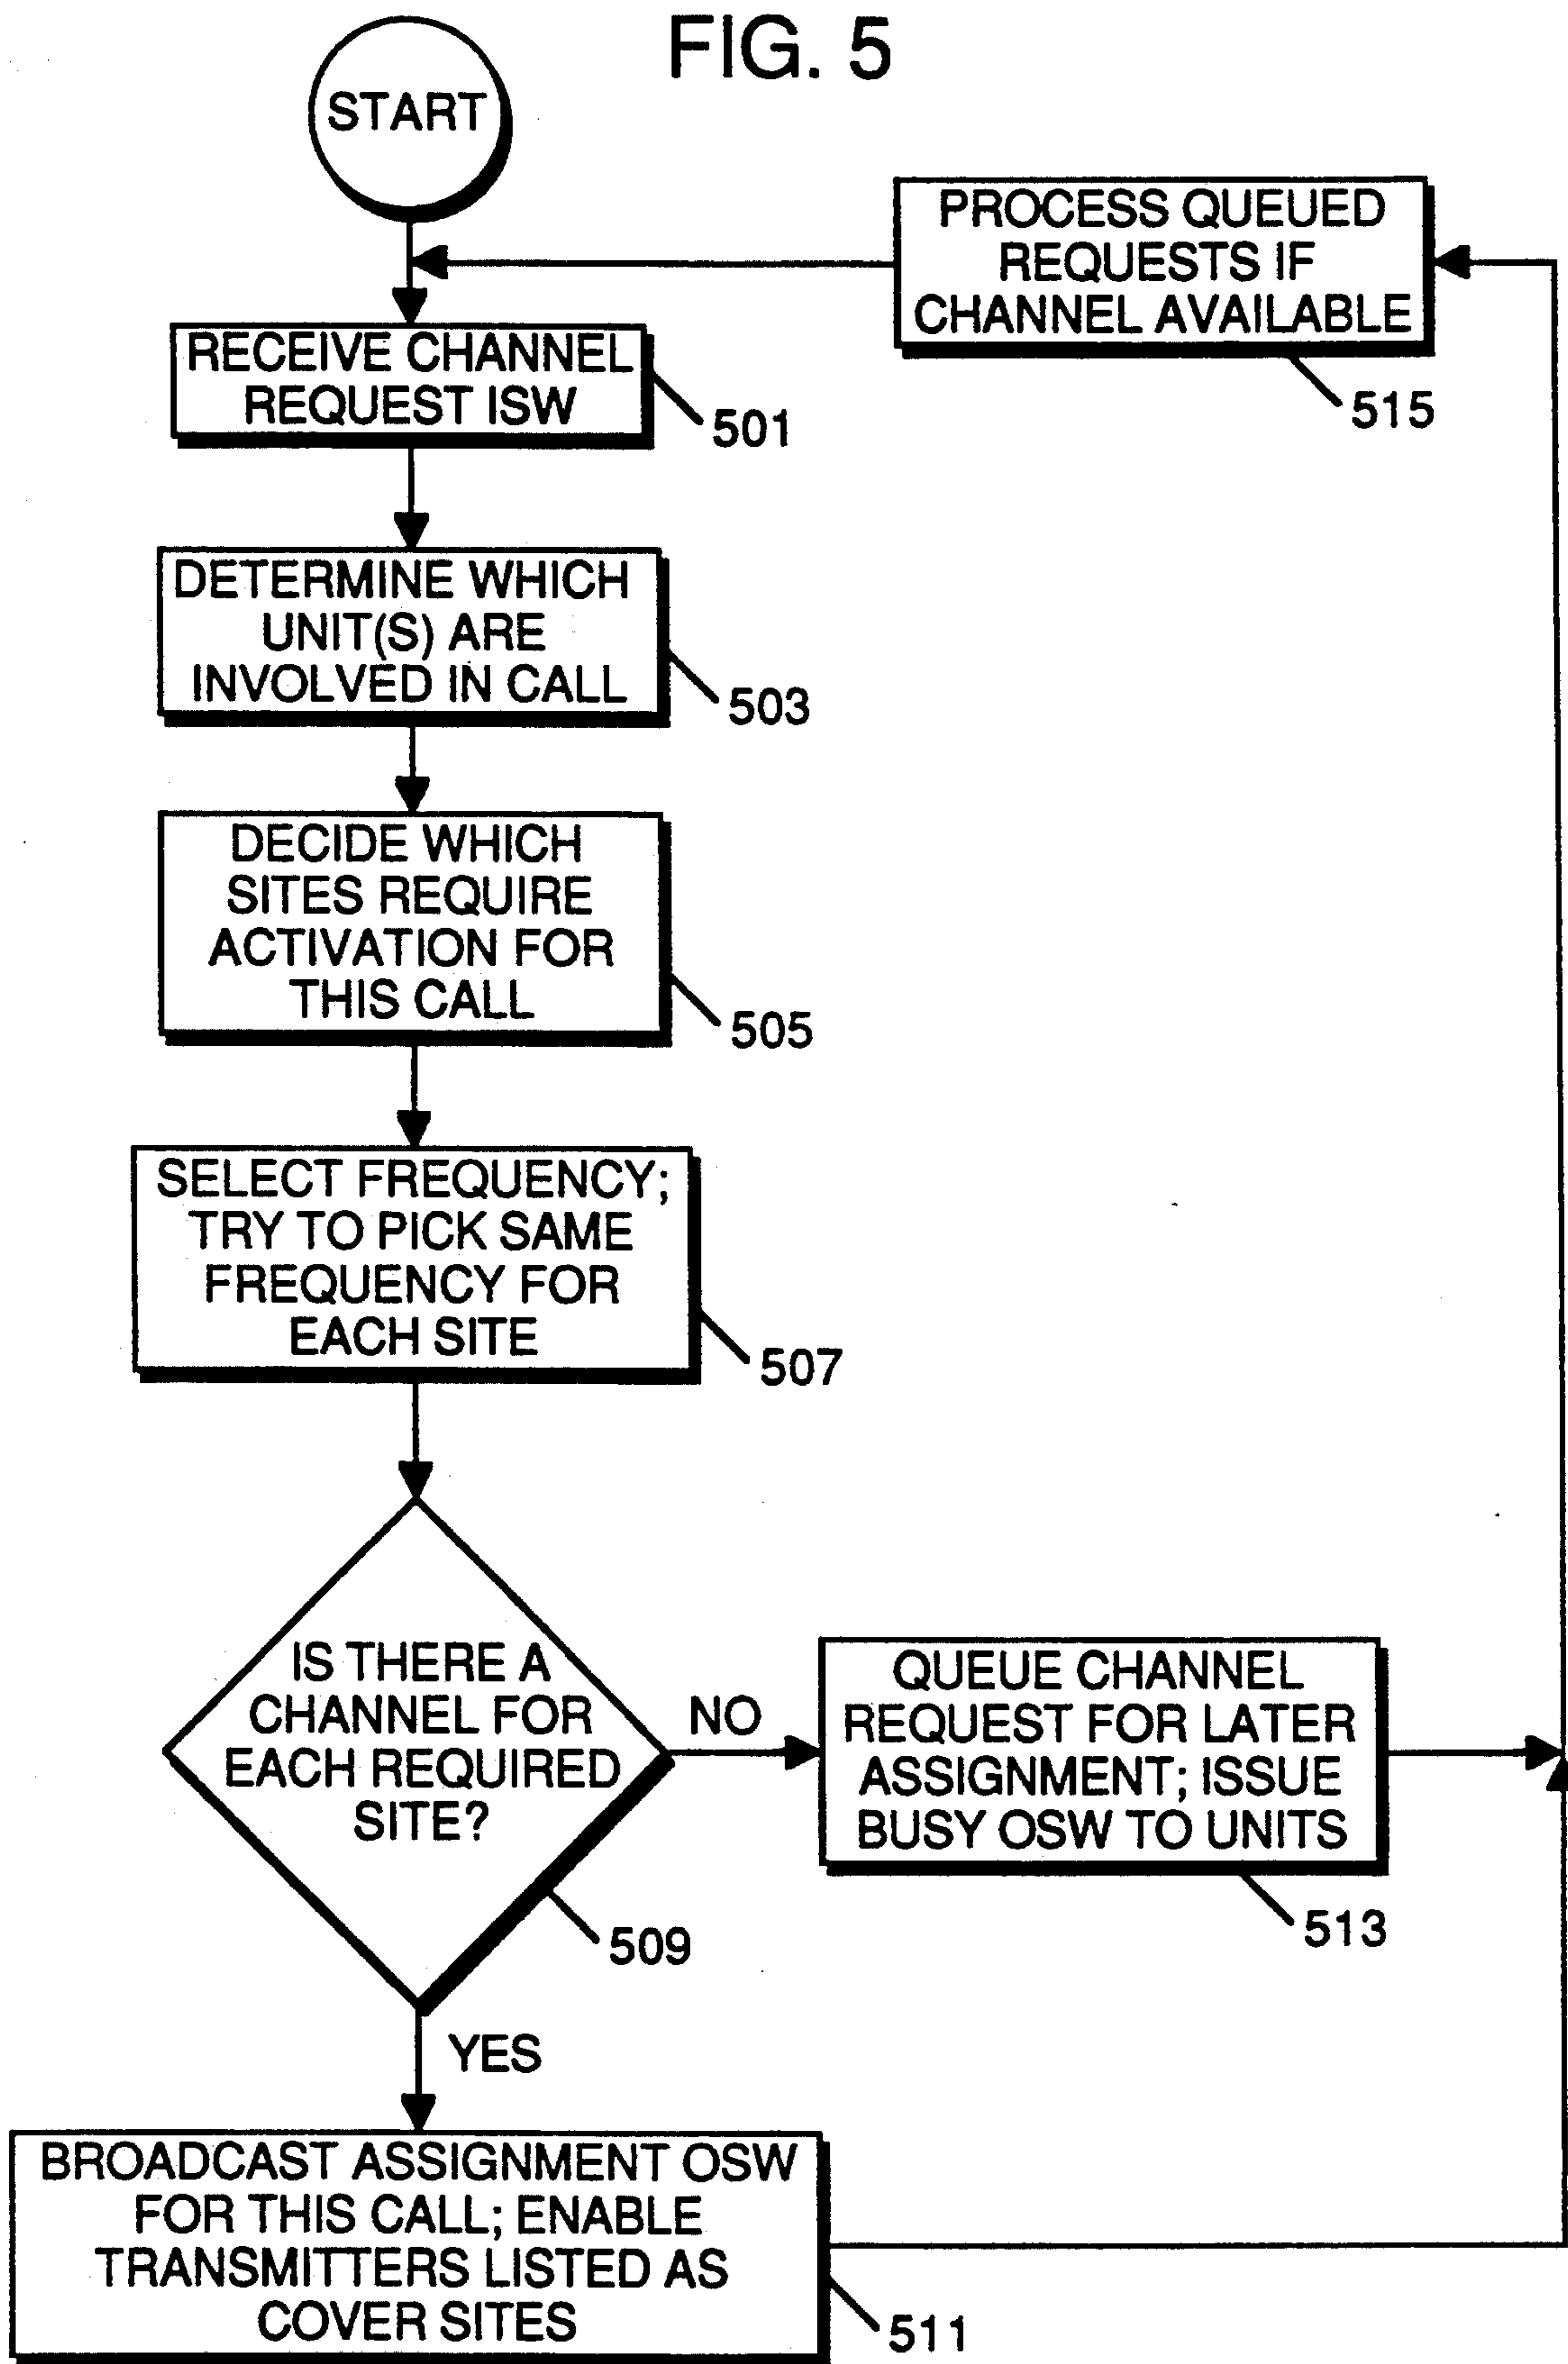 FIG. 5
START
PROCESS QUEUED
REQUESTS IF
CHANNEL AVAILABLE
515
RECEIVE CHANNEL
REQUEST ISW
501
DETERMINE WHICH
UNIT(S) ARE
INVOLVED IN CALL
503
DECIDE WHICH
SITES REQUIRE
ACTIVATION FOR
THIS CALL
505
SELECT FREQUENCY;
TRY TO PICK SAME
FREQUENCY FOR
EACH SITE
507
IS THERE A
CHANNEL FOR
EACH REQUIRED
SITE?
509
NO
QUEUE CHANNEL
REQUEST FOR LATER
ASSIGNMENT; ISSUE
BUSY OSW TO UNITS
513
YES
BROADCAST ASSIGNMENT OSW
FOR THIS CALL; ENABLE
TRANSMITTERS LISTED AS
COVER SITES
511